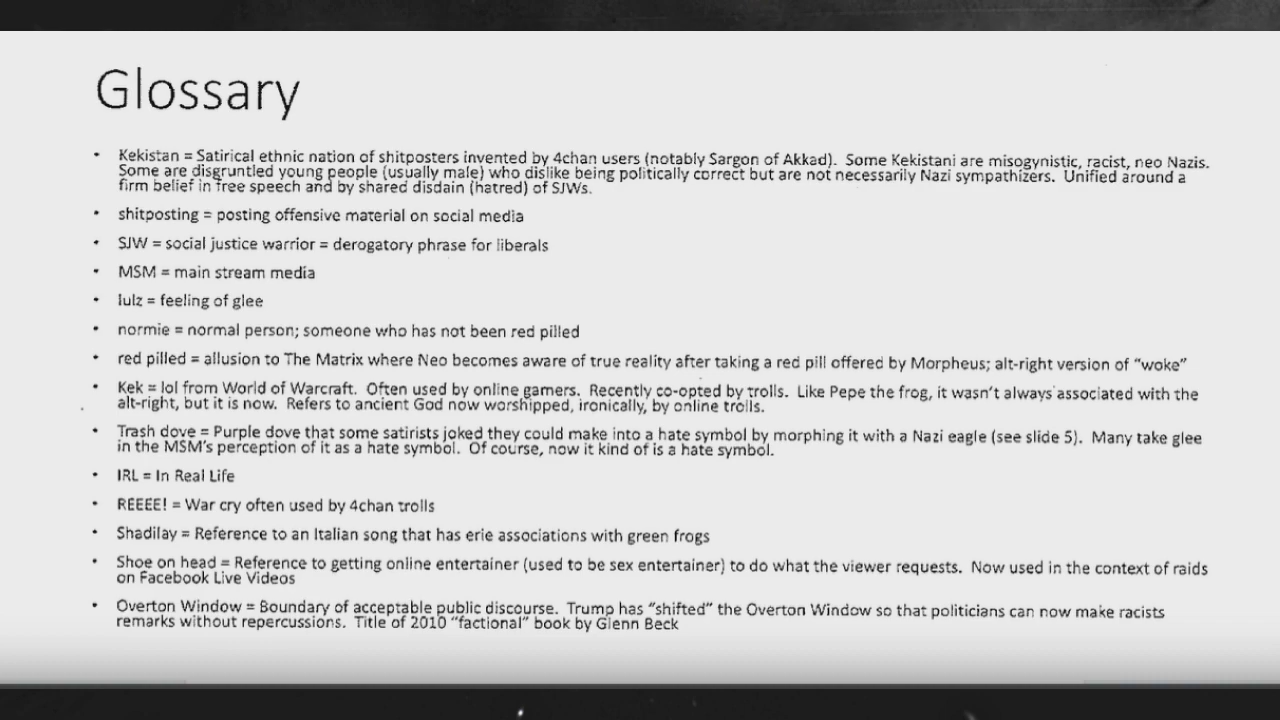 Glossary
• Kekistan = Satirical ethnic nation of shitposters invented by 4chan users (notably Sargon of Akkad). Some Kekistani are misogynistic, racist, neo Nazis.
Some are disgruntled young people (usually male) who dislike being politically correct but are not necessarily Nazi sympathizers. Unified around a
firm belief in free speech and by shared disdain (hatred) of SJWs.
• shitposting = posting offensive material on social media
• SJW = social justice warrior = derogatory phrase for liberals
• MSM = main stream media
• lulz = feeling of glee
• normie = normal person; someone who has not been red pilled
• red pilled = allusion to The Matrix where Neo becomes aware of true reality after taking a red pill offered by Morpheus; alt-right version of “woke”
• Kek = lol from World of Warcraft. Often used by online gamers. Recently co-opted by trolls. Like Pepe the frog, it wasn’t always associated with the
alt-right, but it is now. Refers to ancient God now worshipped, ironically, by online trolls.
• Trash dove = Purple dove that some satirists joked they could make into a hate symbol by morphing it with a Nazi eagle (see slide 5). Many take glee
in the MSM’s perception of it as a hate symbol. Of course, now it kind of is a hate symbol.
• IRL = In Real Life
• REEEE! = War cry often used by 4chan trolls
• Shadilay = Reference to an Italian song that has erie associations with green frogs
• Shoe on head = Reference to getting online entertainer (used to be sex entertainer) to do what the viewer requests. Now used in the context of raids
on Facebook Live Videos
• Overton Window = Boundary of acceptable public discourse. Trump has “shifted” the Overton Window so that politicians can now make racists
remarks without repercussions. Title of 2010 “factional” book by Glenn Beck